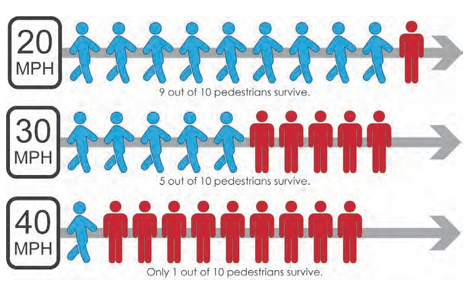 20
MPH
9 out of 10 pedestrians survive.
30
MPH
5 out of 10 pedestrians survive.
40
MPH
Only 1 out of 10 pedestrians survive.